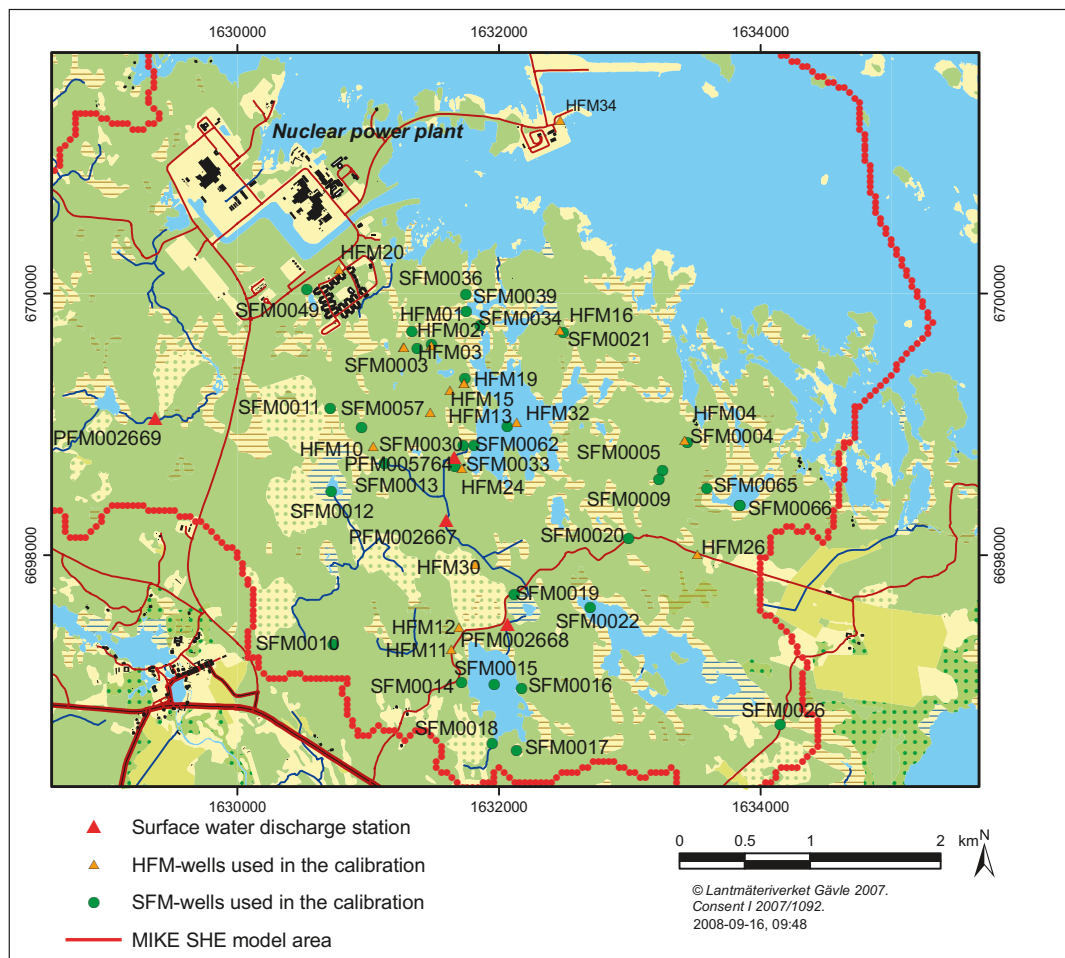 1630000
1632000
1634000
HFM34
Nuclear power plant
HFM20
SFM0036
6700000
6700000
SFM0039
SFM0049
HFM01
HFM16
SFM0034
HFM02
SFM0021
HFM03
SFM0003
HFM19
HFM15
SFM0011
SFM0057
HFM13
HFM32
HFM04
PFM002669
SFM0004
HFM10
SFM0030
SFM0062
SFM0005
PFM005764
SFM0033
SFM0013
HFM24
SFM0065
SFM0009
SFM0012
SFM0066
PFM002667
SFM0020
HFM26
6698000
6698000
HFM30
SFM0019
SFM0022
HFM12
PFM002668
SFM0010
HFM11
SFM0015
SFM0014
SFM0016
SFM0026
SFM0018
SFM0017
1630000
1632000
1634000
Surface water discharge station
HFM-wells used in the calibration
SFM-wells used in the calibration
MIKE SHE model area
0 0.5 1 2 km
N
© Lantmäteriverket Gävle 2007.
Consent I 2007/1092.
2008-09-16, 09:48